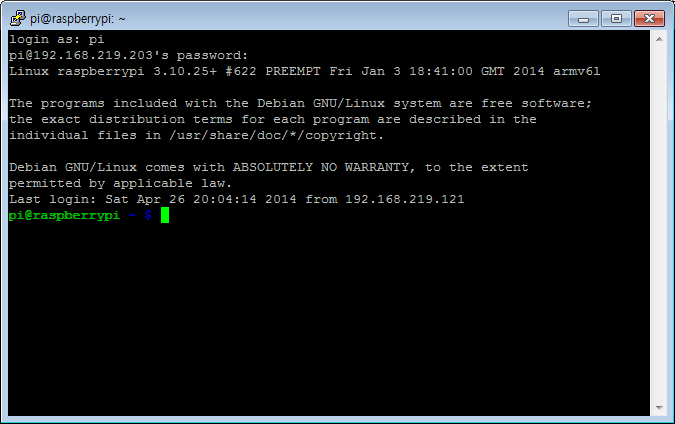 pi@raspberrypi: ~
login as: pi
pi@192.168.219.203's password:
Linux raspberrypi 3.10.25+ #622 PREEMPT Fri Jan 3 18:41:00 GMT 2014 armv6l
The programs included with the Debian GNU/Linux system are free software;
the exact distribution terms for each program are described in the
individual files in /usr/share/doc/*/copyright.
Debian GNU/Linux comes with ABSOLUTELY NO WARRANTY, to the extent
permitted by applicable law.
Last login: Sat Apr 26 20:04:14 2014 from 192.168.219.121
pi@raspberrypi ~ $